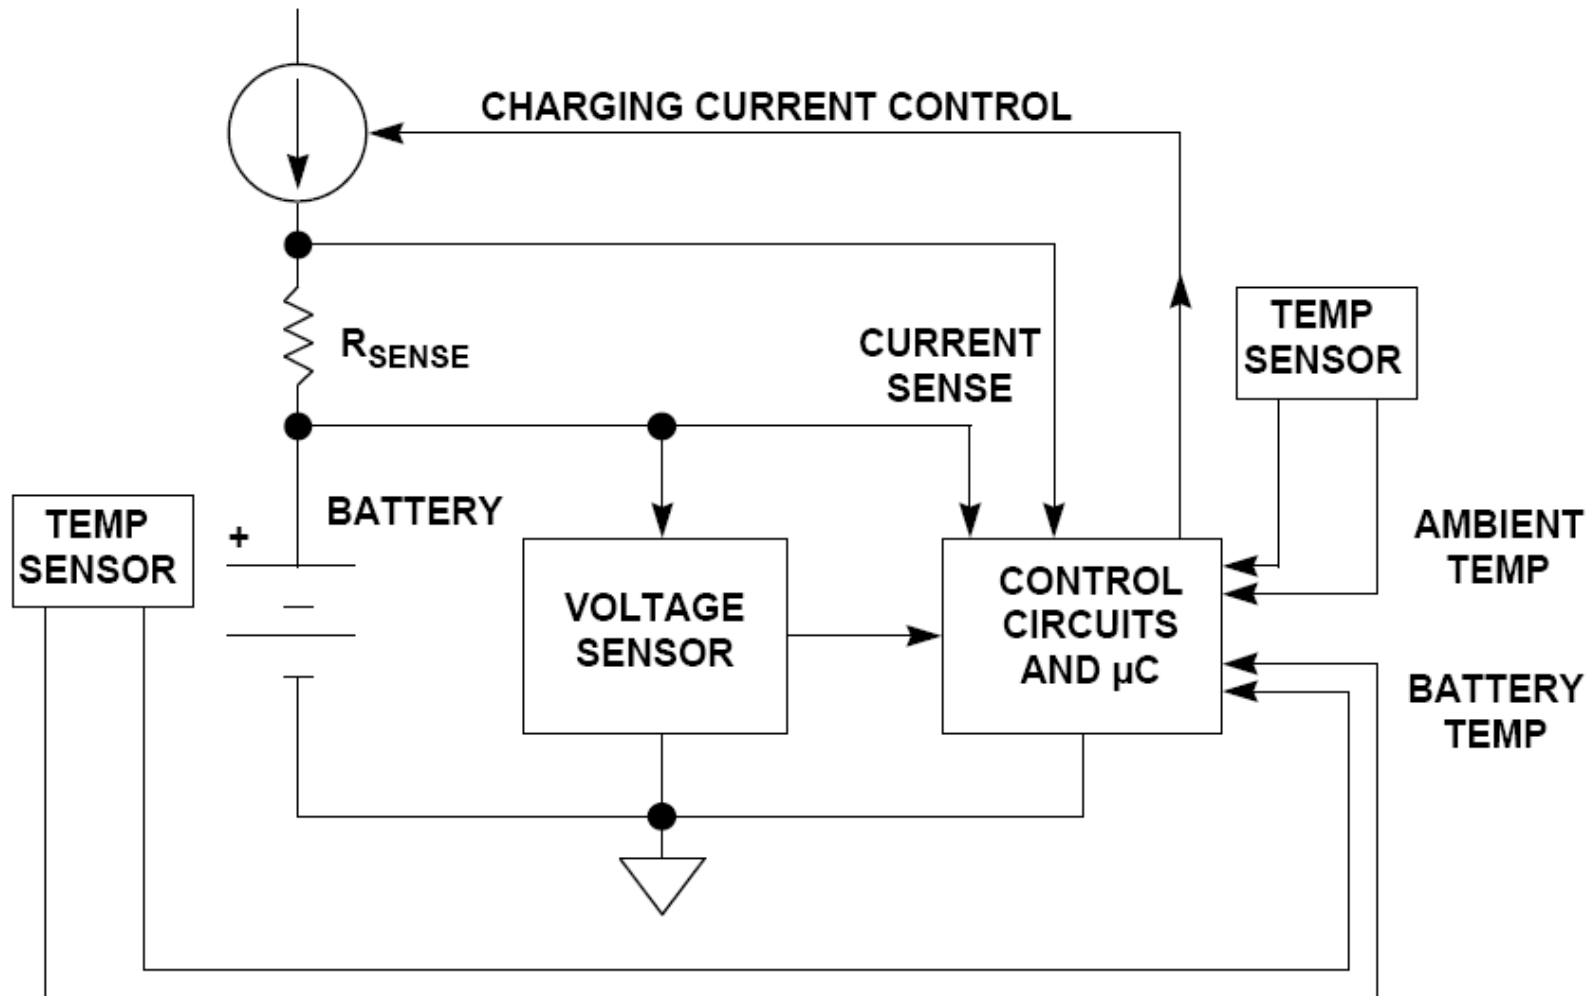 CHARGING CURRENT CONTROL
TEMP
SENSOR
RSENSE
CURRENT
SENSE
TEMP
SENSOR
+
BATTERY
VOLTAGE
SENSOR
CONTROL
CIRCUITS
AND µC
AMBIENT
TEMP
BATTERY
TEMP